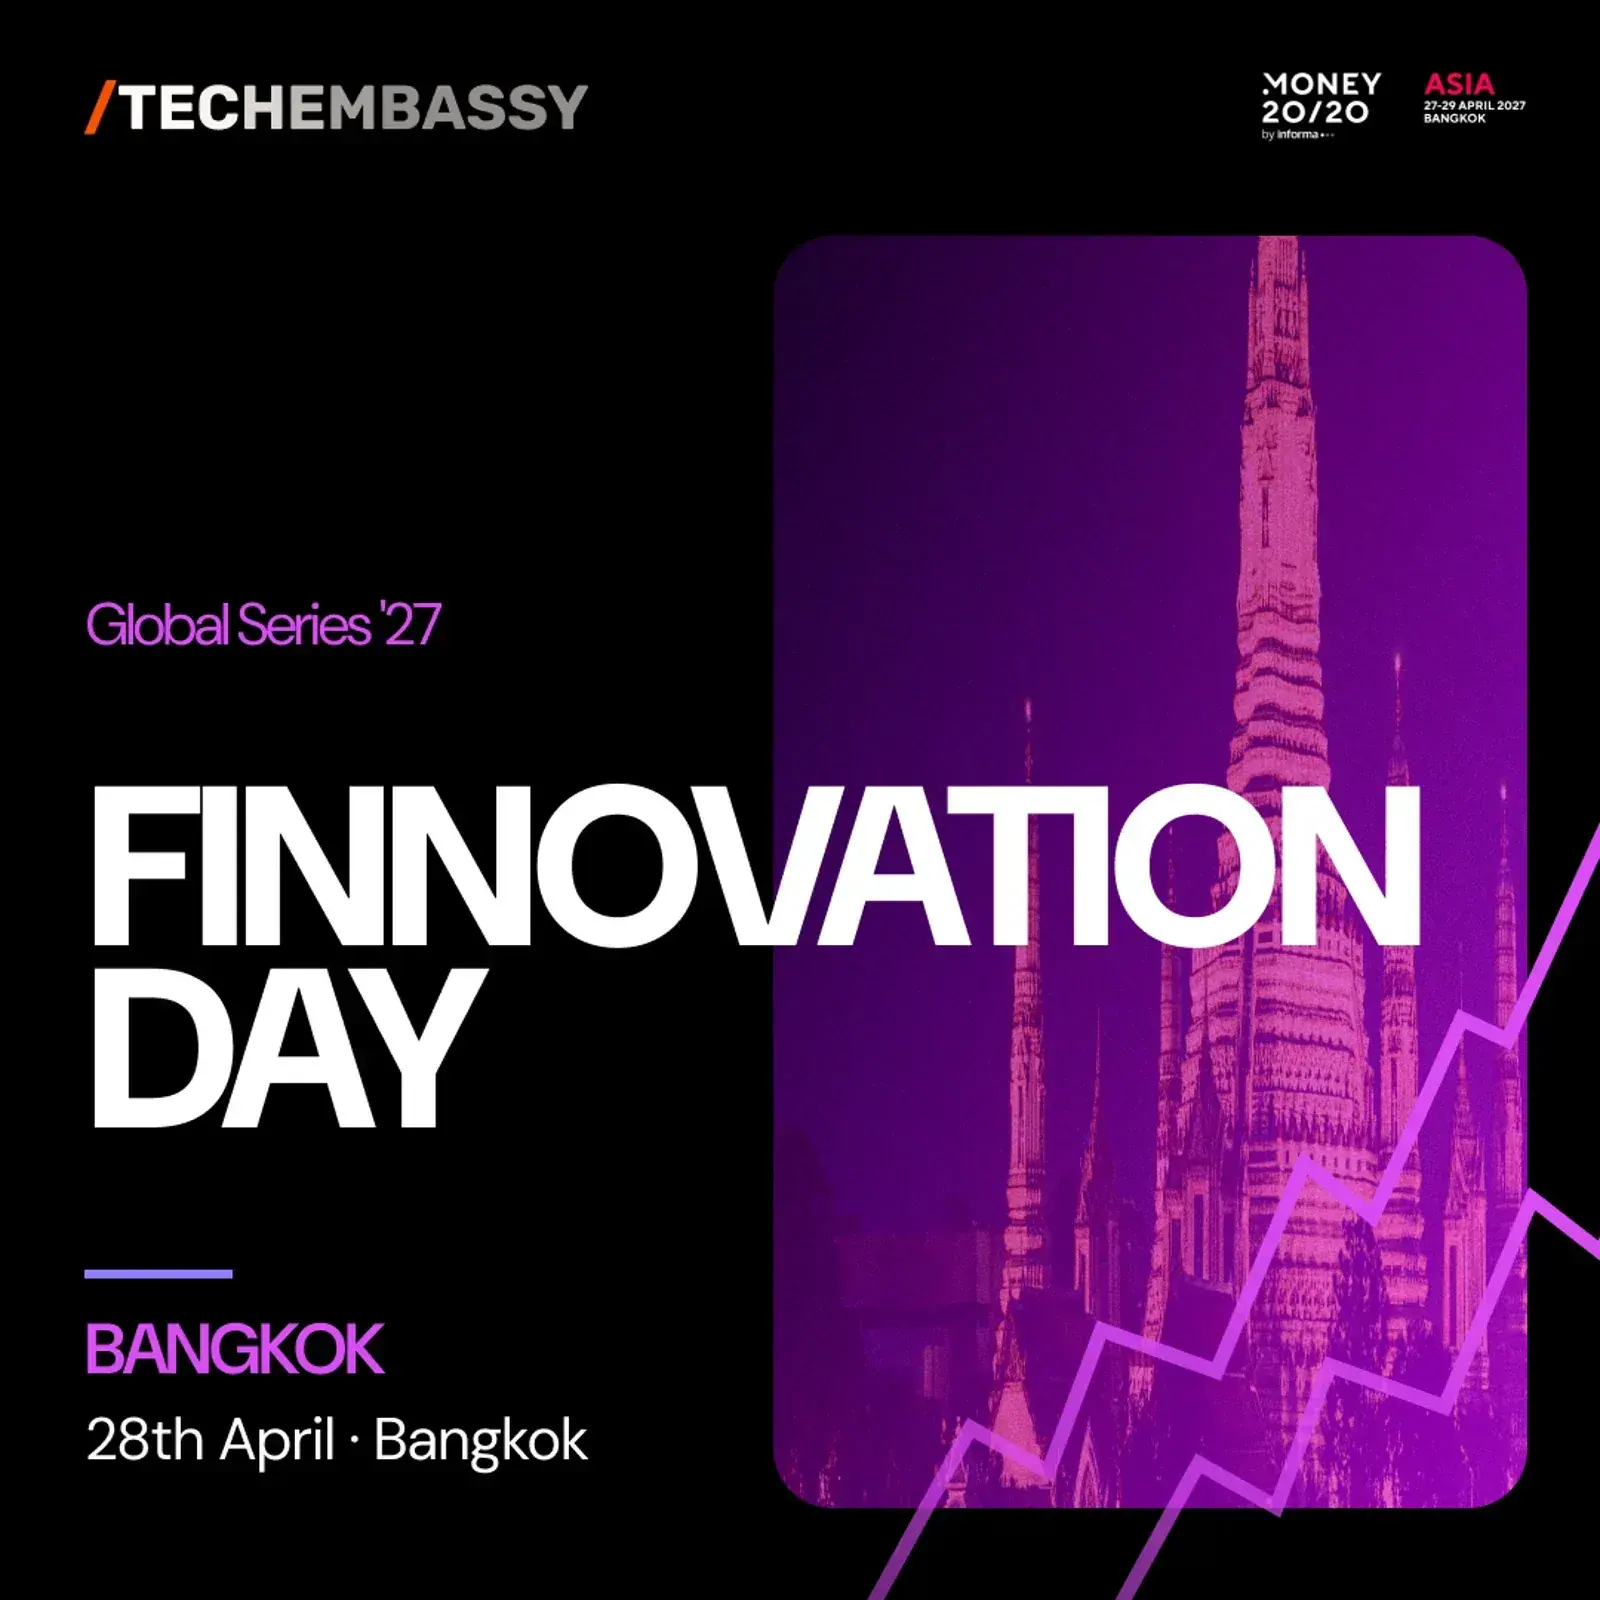 /TECHEMBASSY
MONEY
20/20
by informa
ASIA
27-29 APRIL 2027
BANGKOK
Global Series '27
FINNOVATION
DAY
BANGKOK
28th April · Bangkok